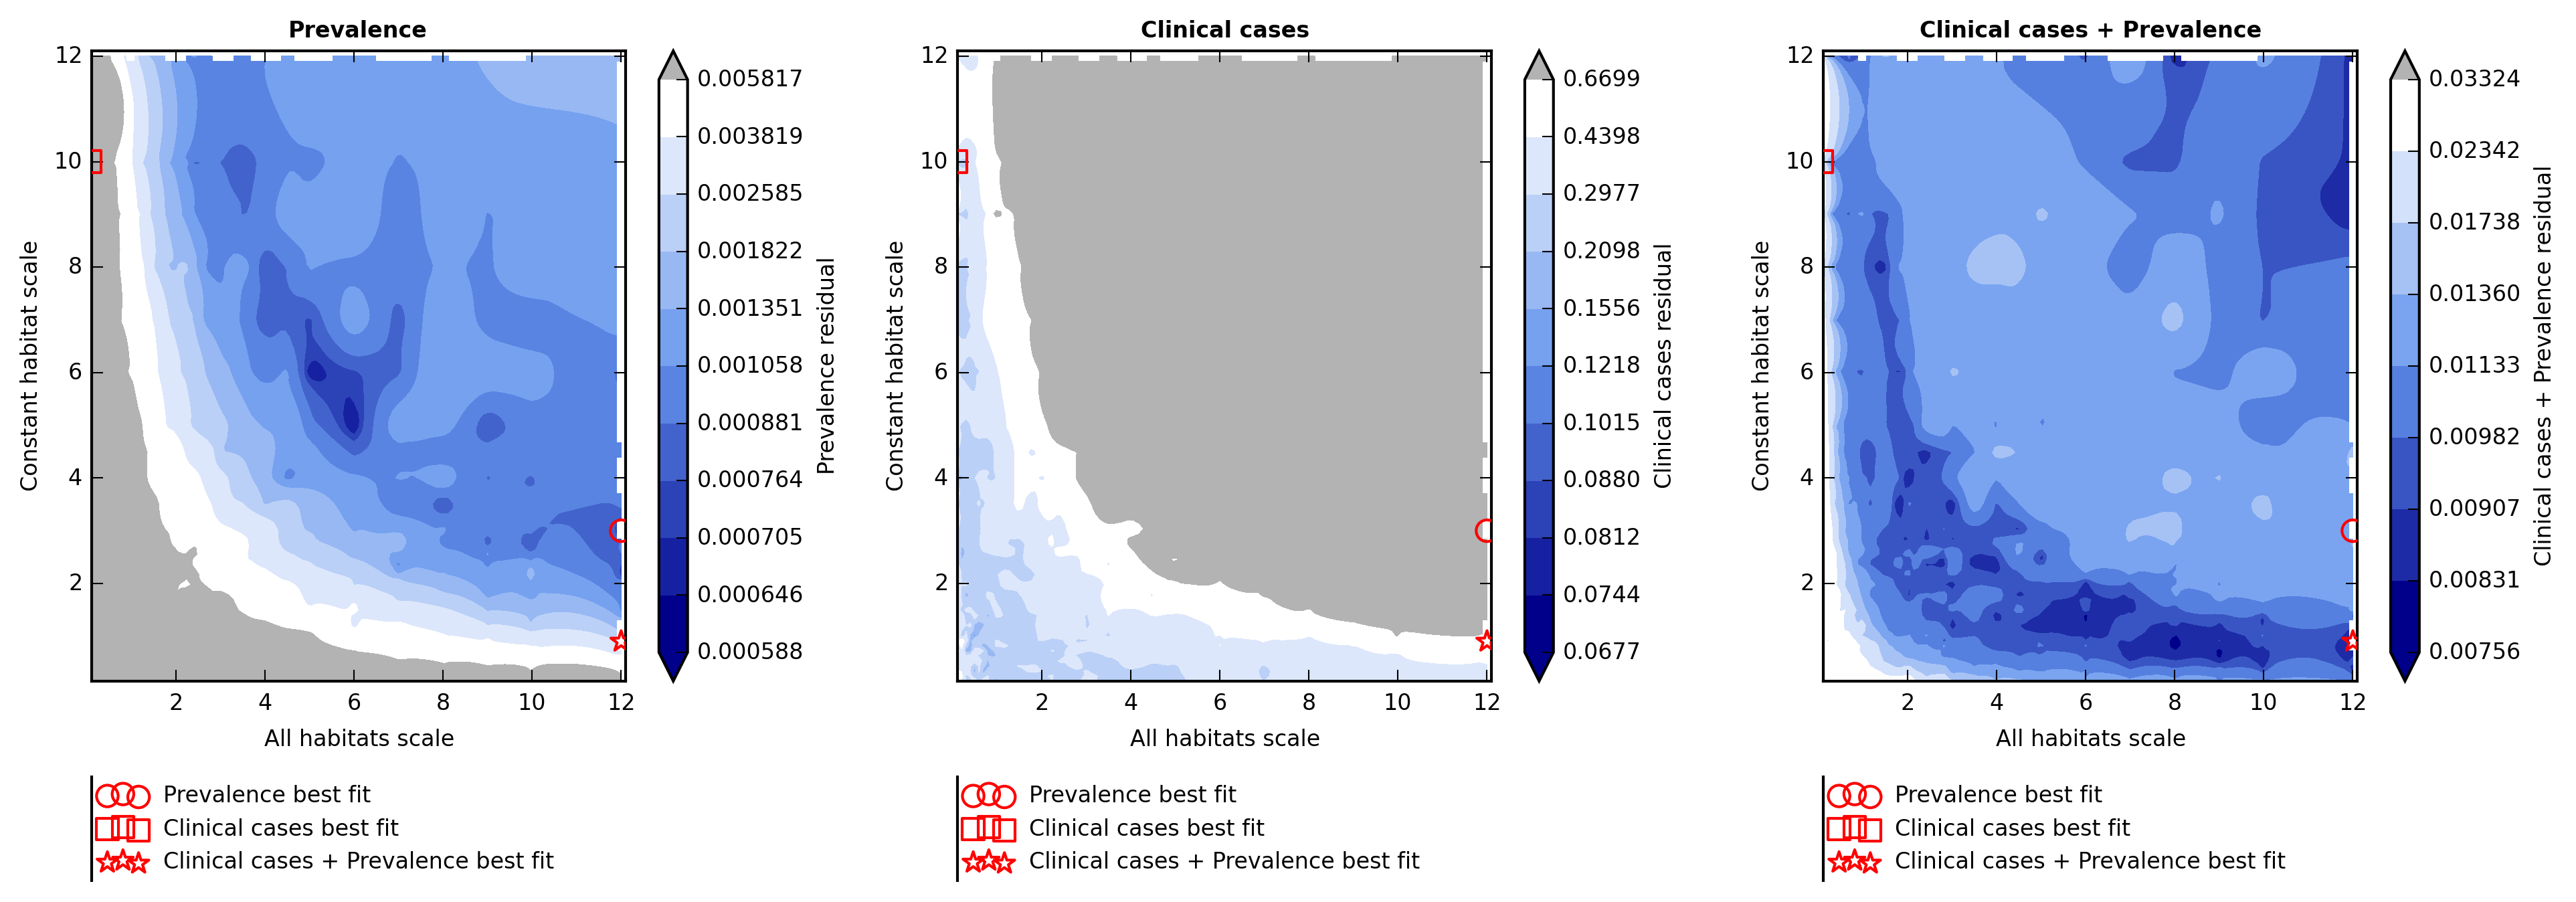 Prevalence
12
10
8
6
4
2
2 4 6 8 10 12
Constant habitat scale
All habitats scale
0.005817
0.003819
0.002585
0.001822
0.001351
0.001058
0.000881
0.000764
0.000705
0.000646
0.000588
Prevalence residual
Prevalence best fit
Clinical cases best fit
Clinical cases + Prevalence best fit
Clinical cases
12
10
8
6
4
2
2 4 6 8 10 12
Constant habitat scale
All habitats scale
0.6699
0.4398
0.2977
0.2098
0.1556
0.1218
0.1015
0.0880
0.0812
0.0744
0.0677
Clinical cases residual
Prevalence best fit
Clinical cases best fit
Clinical cases + Prevalence best fit
Clinical cases + Prevalence
12
10
8
6
4
2
2 4 6 8 10 12
Constant habitat scale
All habitats scale
0.03324
0.02342
0.01738
0.01360
0.01133
0.00982
0.00907
0.00831
0.00756
Clinical cases + Prevalence residual
Prevalence best fit
Clinical cases best fit
Clinical cases + Prevalence best fit